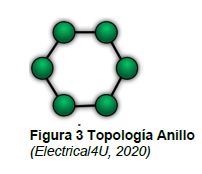 Figura 3 Topología Anillo
(Electrical4U, 2020)